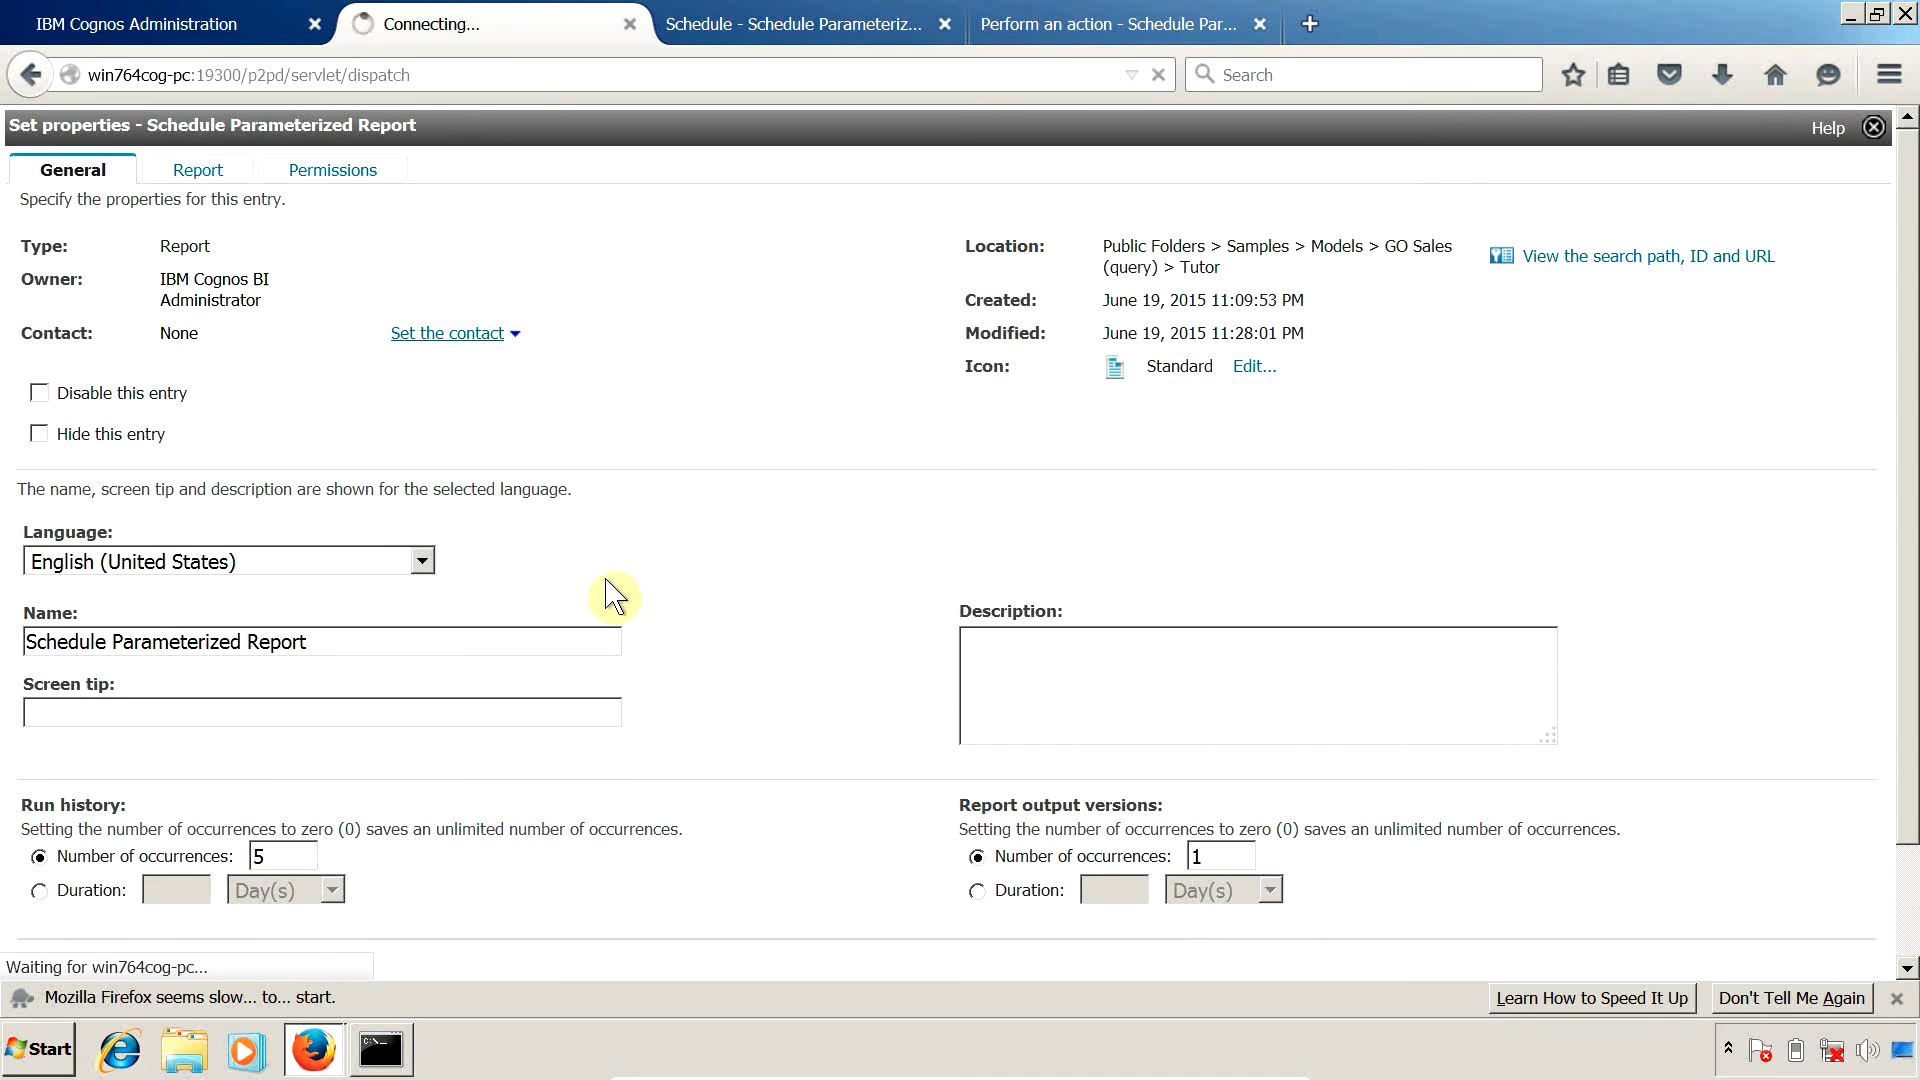 IBM Cognos Administration
Connecting...
Schedule - Schedule Parameteriz...
Perform an action - Schedule Par...
win764cog-pc:19300/p2pd/servlet/dispatch
Search
Set properties - Schedule Parameterized Report
Help
General
Report
Permissions
Specify the properties for this entry.
Type: Report
Owner: IBM Cognos BI
Administrator
Contact: None Set the contact
Location: Public Folders > Samples > Models > GO Sales
(query) > Tutor
View the search path, ID and URL
Created: June 19, 2015 11:09:53 PM
Modified: June 19, 2015 11:28:01 PM
Icon: Standard Edit...
Disable this entry
Hide this entry
The name, screen tip and description are shown for the selected language.
Language:
English (United States)
Name:
Schedule Parameterized Report
Screen tip:
Description:
Run history:
Setting the number of occurrences to zero (0) saves an unlimited number of occurrences.
Number of occurrences: 5
Duration: Day(s)
Report output versions:
Setting the number of occurrences to zero (0) saves an unlimited number of occurrences.
Number of occurrences: 1
Duration: Day(s)
Waiting for win764cog-pc...
Mozilla Firefox seems slow... to... start.
Learn How to Speed It Up
Don't Tell Me Again
Start
C:\_